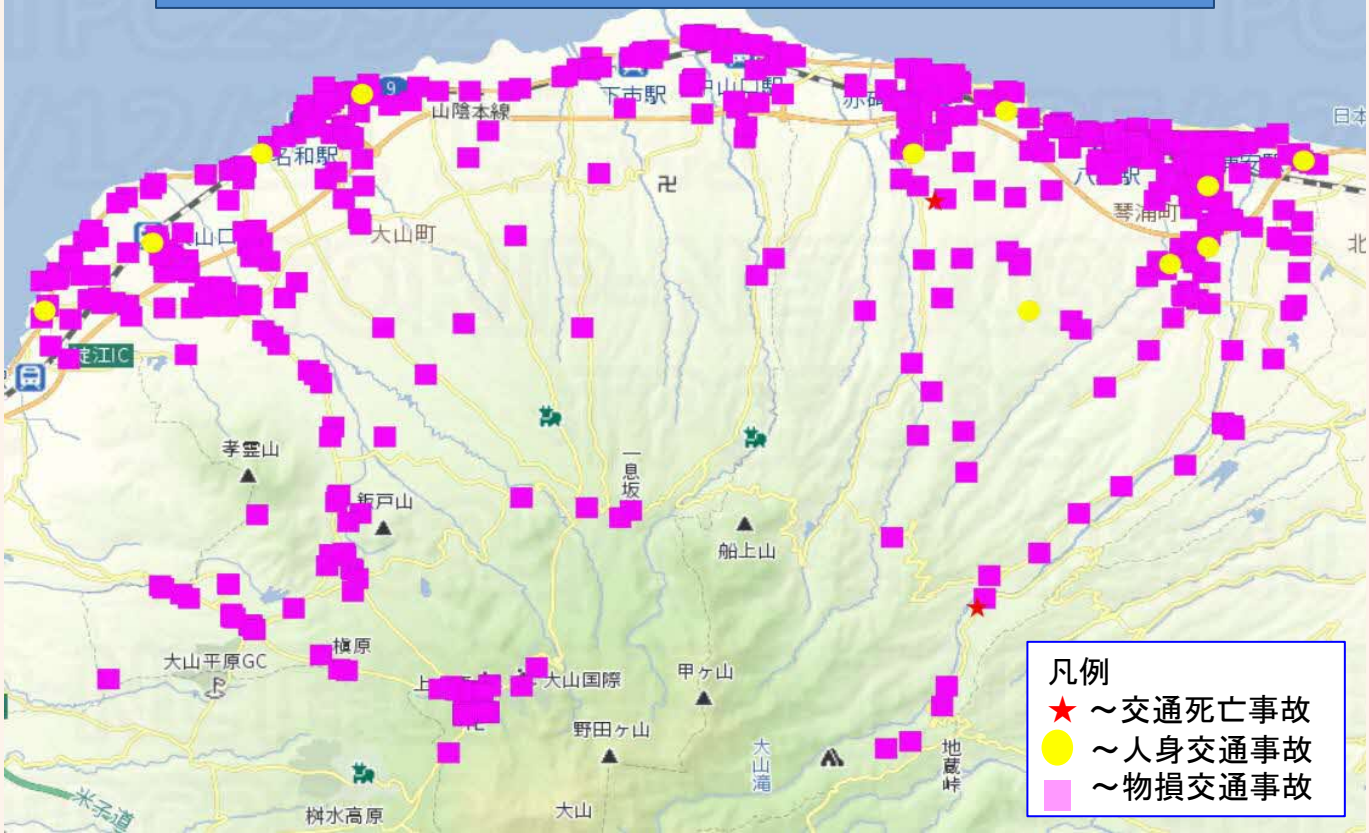 9
下市駅
中山口駅
山陰本線
名和駅
日本
八
駅
琴浦町
大山町
山口
北
淀江IC
孝霊山
一息坂
鈑戸山
船上山
大山平原GC
槇原
上
大山国際
甲ヶ山
野田ヶ山
大山滝
地蔵峠
米子道
桝水高原
大山
凡例
～交通死亡事故
～人身交通事故
～物損交通事故